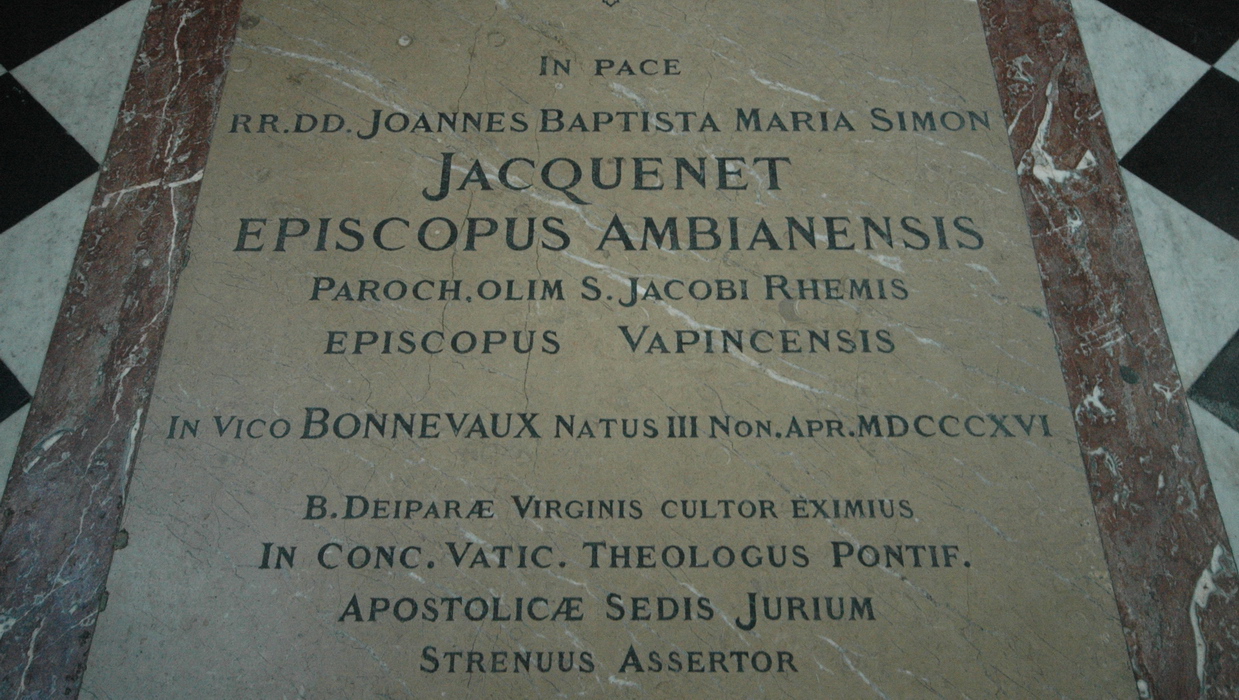 In pace
RR.DD. Joannes Baptista Maria Simon
Jacquenet
episcopus Ambianensis
Paroch. olim S. Jacobi Rhemis
episcopus Vapincensis
In Vico Bonnevaux Natus III Non. Apr. MDCCCXVI
B. Deiparæ Virginis cultor eximius
In Conc. Vatic. Theologus Pontif.
Apostolicæ Sedis Jurium
Strenuus Assertor